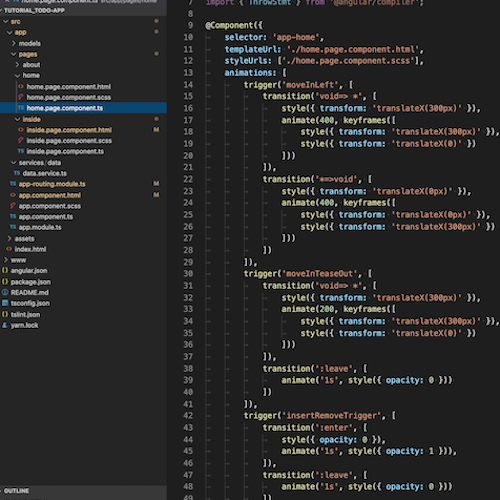 home.page.component.ts src/app/pages/home
TUTORIAL_TODO-APP
src
app
models
pages
about
home
home.page.component.html
home.page.component.scss
home.page.component.ts
inside
inside.page.component.html M
inside.page.component.scss
inside.page.component.ts
services/data
data.service.ts
app-routing.module.ts M
app.component.html M
app.component.scss
app.component.ts
app.module.ts
assets
index.html
www
angular.json
package.json
README.md
tsconfig.json
tslint.json
yarn.lock
OUTLINE
7 import { ThrowStmt } from '@angular/compiler';
8
9 @Component({
10 selector: 'app-home',
11 templateUrl: './home.page.component.html',
12 styleUrls: ['./home.page.component.scss'],
13 animations: [
14 trigger('moveInLeft', [
15 transition('void=> *', [
16 style({ transform: 'translateX(300px)' }),
17 animate(400, keyframes([
18 style({ transform: 'translateX(300px)' }),
19 style({ transform: 'translateX(0)' })
20 ]))
21 ]),
22 transition('*=>void', [
23 style({ transform: 'translateX(0px)' }),
24 animate(400, keyframes([
25 style({ transform: 'translateX(0px)' }),
26 style({ transform: 'translateX(300px)' })
27 ]))
28 ])
29 ]),
30 trigger('moveInTeaseOut', [
31 transition('void=> *', [
32 style({ transform: 'translateX(300px)' }),
33 animate(200, keyframes([
34 style({ transform: 'translateX(300px)' }),
35 style({ transform: 'translateX(0)' })
36 ]))
37 ]),
38 transition(':leave', [
39 animate('1s', style({ opacity: 0 }))
40 ])
41 ]),
42 trigger('insertRemoveTrigger', [
43 transition(':enter', [
44 style({ opacity: 0 }),
45 animate('1s', style({ opacity: 1 })),
46 ]),
47 transition(':leave', [
48 animate('1s', style({ opacity: 0 }))
49 ])